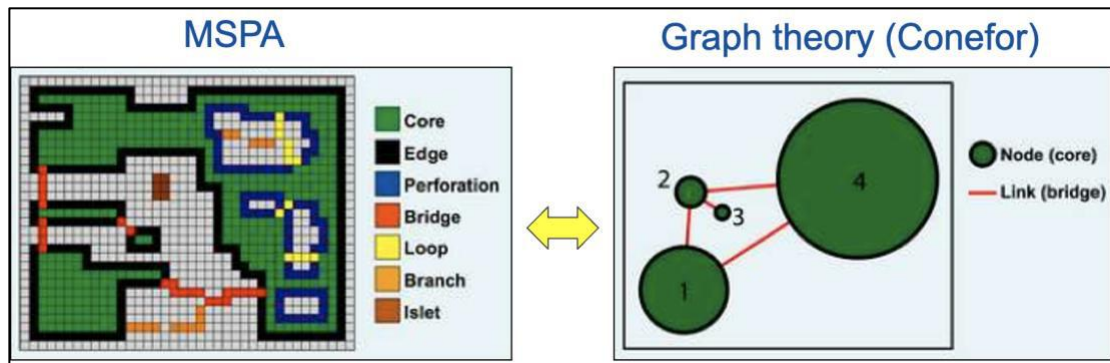 MSPA
Graph theory (Conefor)
Core
Edge
Perforation
Bridge
Loop
Branch
Islet
2
4
3
1
Node (core)
Link (bridge)